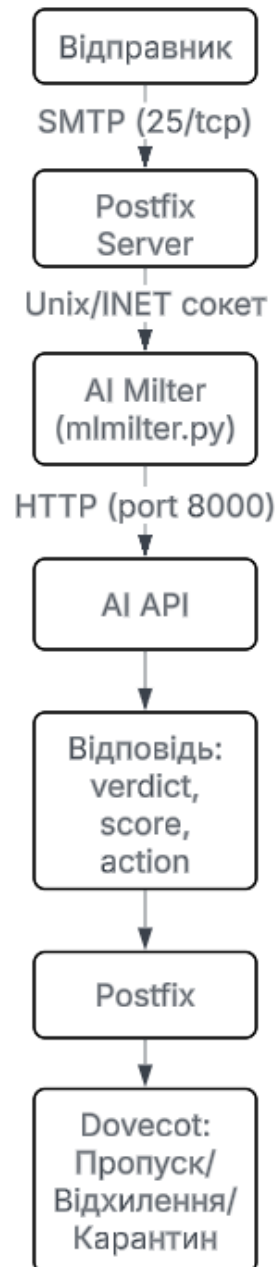 Відправник
SMTP (25/tcp)
Postfix
Server
Unix/INET сокет
AI Milter
(mlmilter.py)
HTTP (port 8000)
AI API
Відповідь:
verdict,
score,
action
Postfix
Dovecot:
Пропуск/
Відхилення/
Карантин